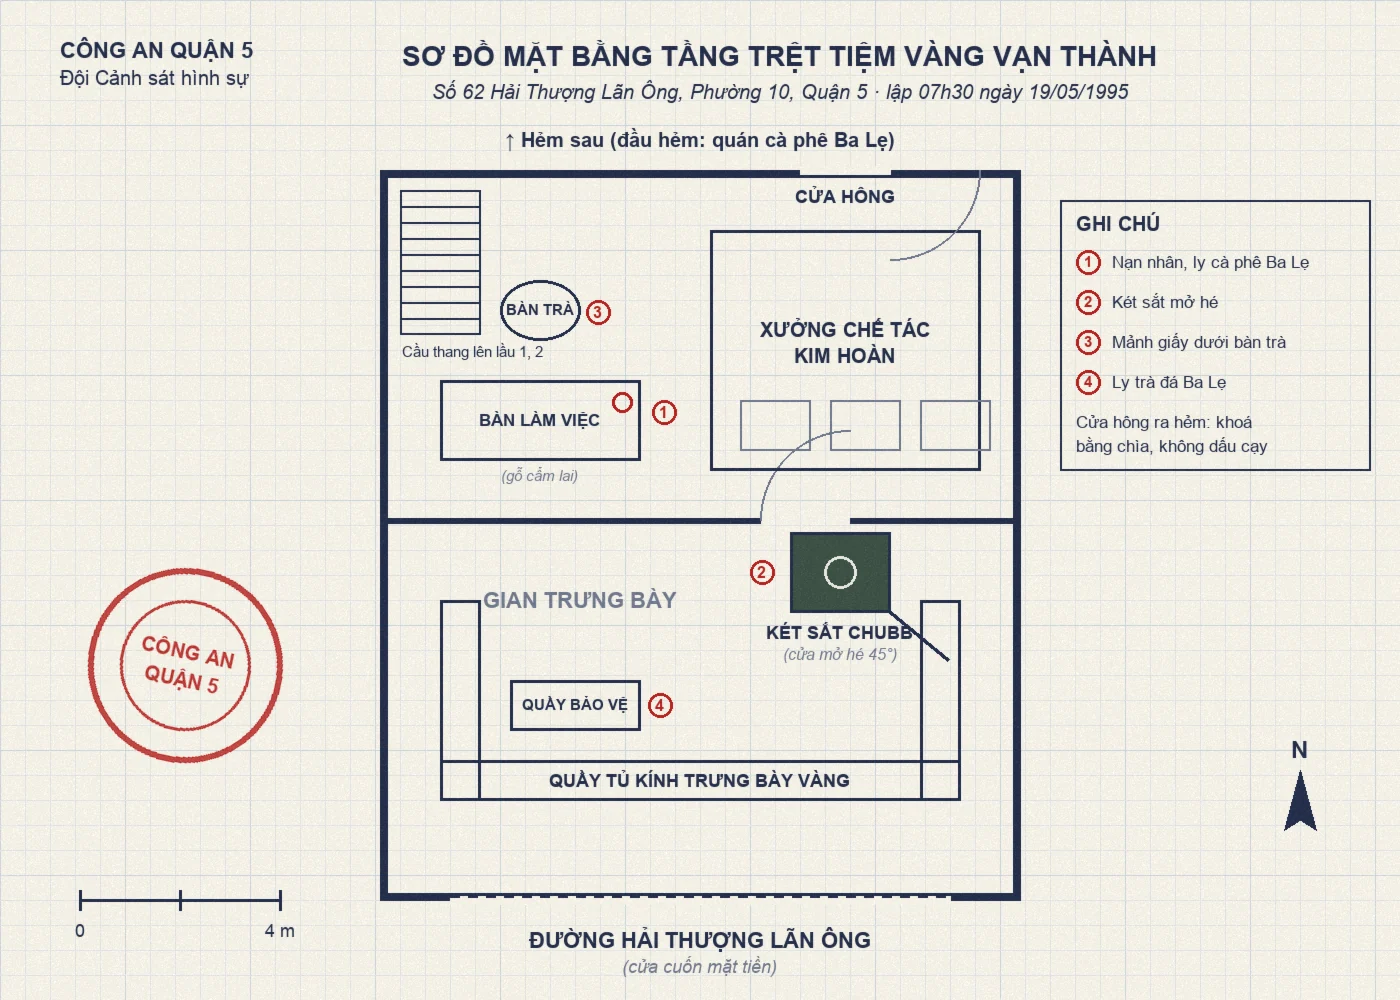 CÔNG AN QUẬN 5
Đội Cảnh sát hình sự
SƠ ĐỒ MẶT BẰNG TẦNG TRỆT TIỆM VÀNG VẠN THÀNH
Số 62 Hải Thượng Lãn Ông, Phường 10, Quận 5 · lập 07h30 ngày 19/05/1995
↑ Hẻm sau (đầu hẻm: quán cà phê Ba Lẹ)
CỬA HÔNG
BÀN TRÀ
3
Cầu thang lên lầu 1, 2
XƯỞNG CHẾ TÁC
KIM HOÀN
BÀN LÀM VIỆC
1
(gỗ cẩm lai)
GHI CHÚ
1 Nạn nhân, ly cà phê Ba Lẹ
2 Két sắt mở hé
3 Mảnh giấy dưới bàn trà
4 Ly trà đá Ba Lẹ
Cửa hông ra hẻm: khoá
bằng chìa, không dấu cạy
2
GIAN TRƯNG BÀY
KÉT SẮT CHUBB
(cửa mở hé 45°)
QUẦY BẢO VỆ
4
QUẦY TỦ KÍNH TRƯNG BÀY VÀNG
CÔNG AN
QUẬN 5
N
0
4 m
ĐƯỜNG HẢI THƯỢNG LÃN ÔNG
(cửa cuốn mặt tiền)